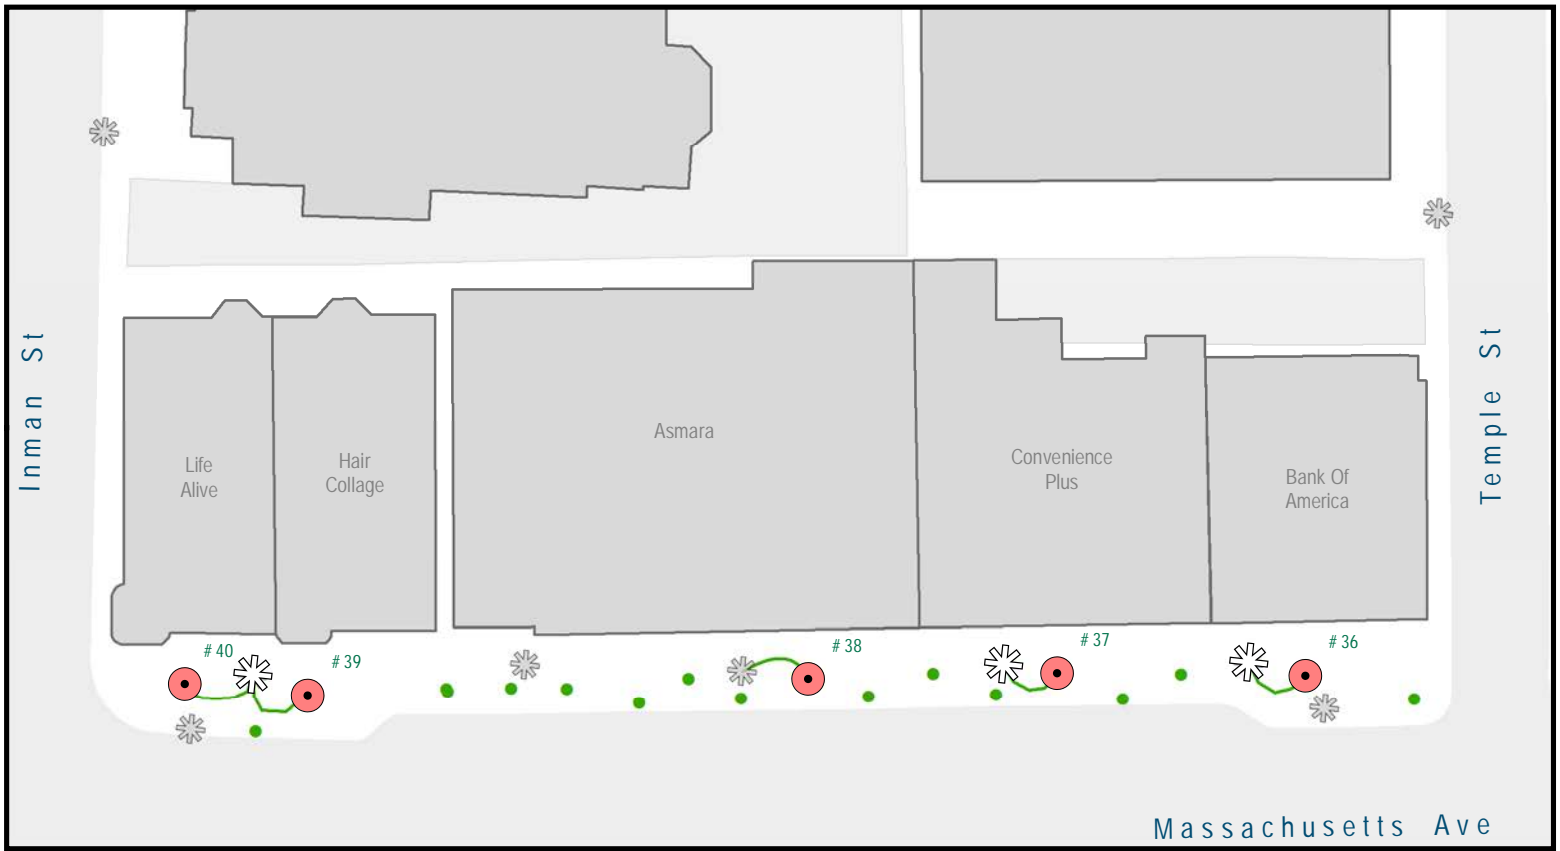 Inman St
Temple St
Life
Alive
Hair
Collage
Asmara
Convenience
Plus
Bank Of
America
# 40
# 39
# 38
# 37
# 36
Massachusetts Ave